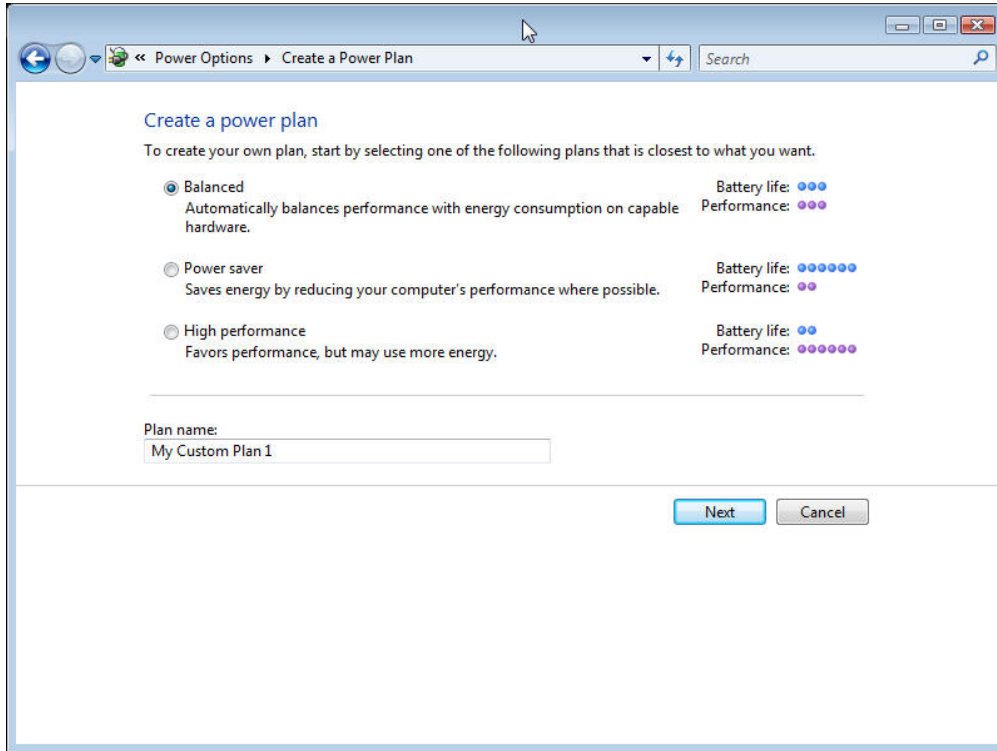 « Power Options ▸ Create a Power Plan
Search
Create a power plan
To create your own plan, start by selecting one of the following plans that is closest to what you want.
Balanced
Battery life:
Automatically balances performance with energy consumption on capable
Performance:
hardware.
Power saver
Battery life:
Saves energy by reducing your computer's performance where possible.
Performance:
High performance
Battery life:
Favors performance, but may use more energy.
Performance:
Plan name:
My Custom Plan 1
Next
Cancel